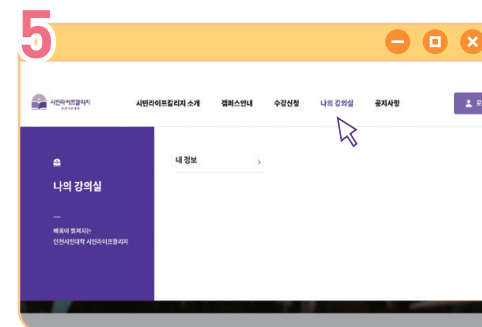 5
시민라이프칼리지
시민라이프칼리지 소개 캠퍼스안내 수강신청 나의 강의실 공지사항
나의 강의실
내 정보
배움이 펼쳐지는
인천시민대학 시민라이프칼리지